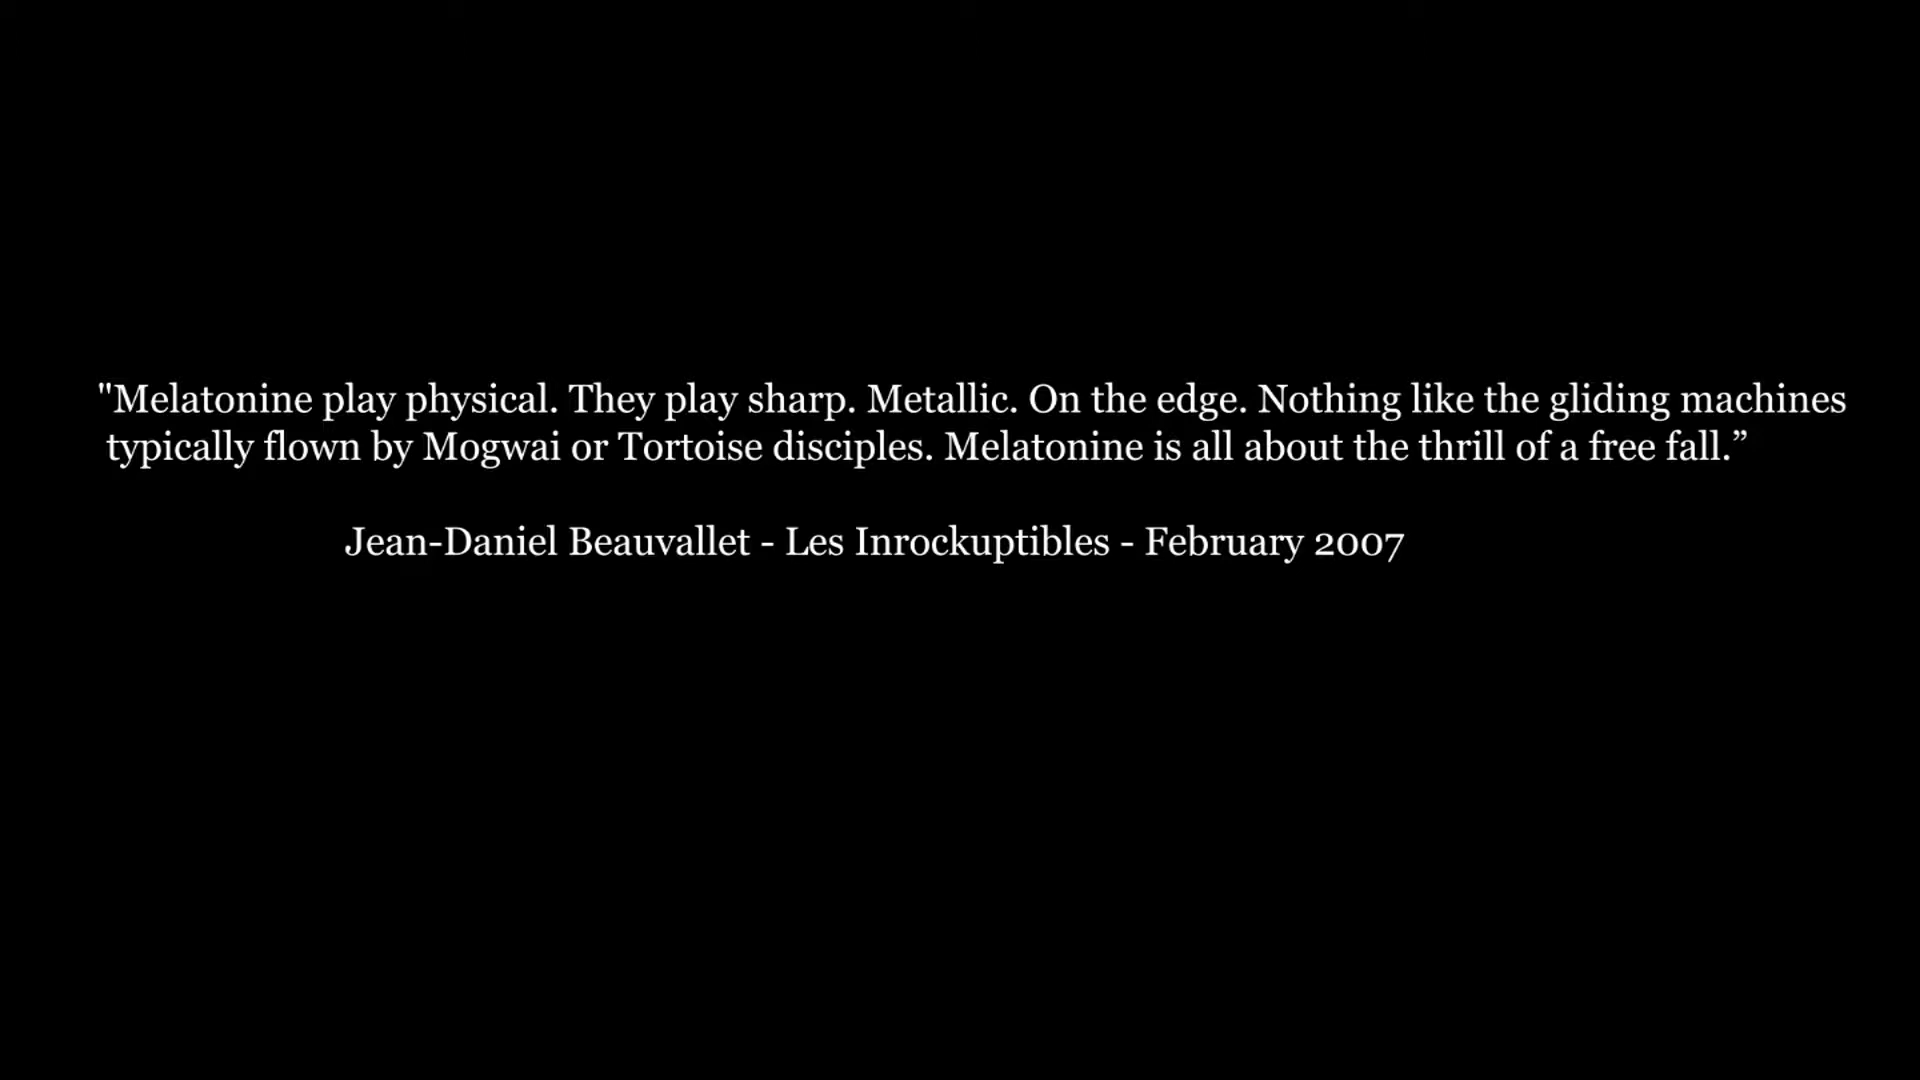 "Melatonine play physical. They play sharp. Metallic. On the edge. Nothing like the gliding machines
typically flown by Mogwai or Tortoise disciples. Melatonine is all about the thrill of a free fall.”
Jean-Daniel Beauvallet - Les Inrockuptibles - February 2007